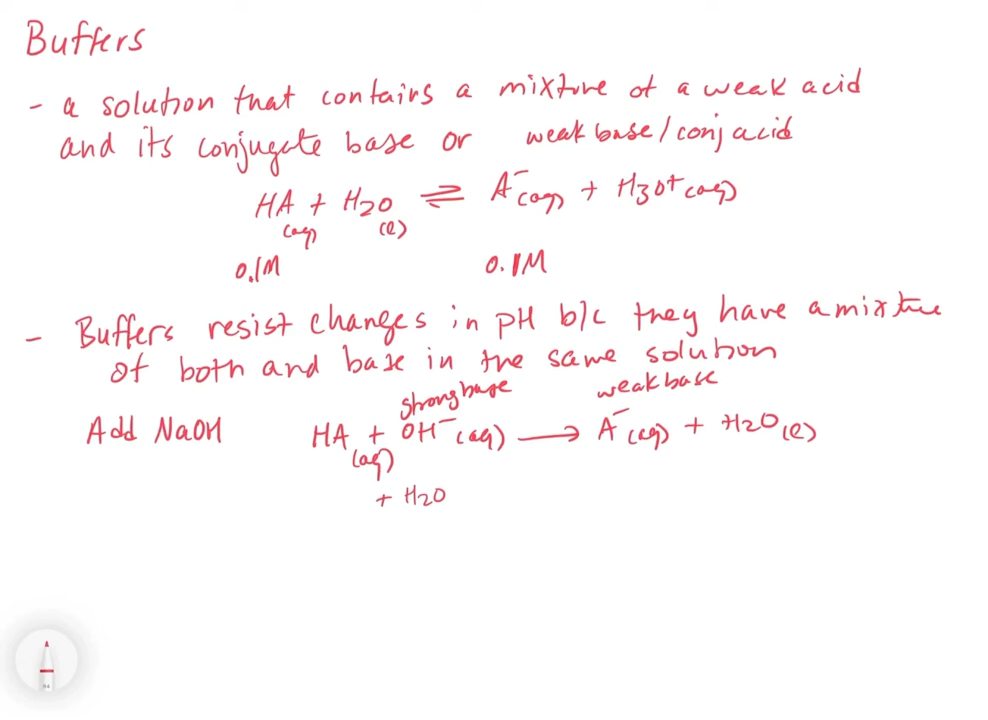 Buffers
- a solution that contains a mixture of a weak acid
and its conjugate base or weak base/conj acid
HA + H2O ⇌ A⁻(aq) + H3O+(aq)
(aq) (l)
0.1M 0.1M
- Buffers resist changes in pH b/c they have a mixture
of both and base in the same solution
strong base weak base
Add NaOH HA + OH⁻(aq) → A⁻(aq) + H2O(l)
(aq)
+ H2O